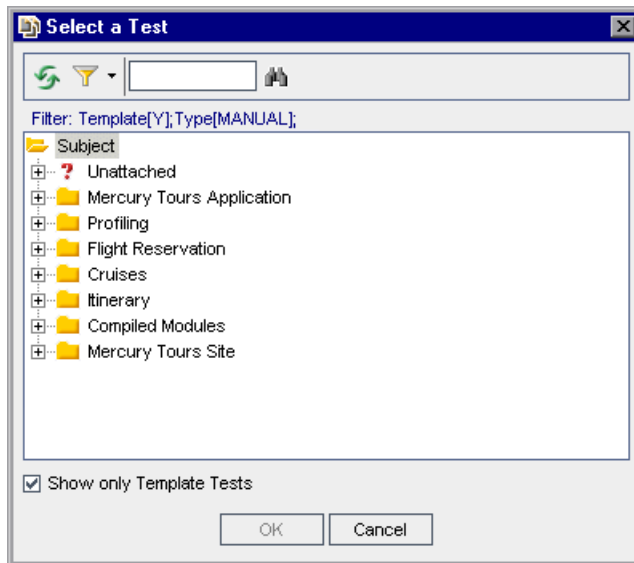 Select a Test
Filter: Template[Y];Type[MANUAL];
Subject
? Unattached
Mercury Tours Application
Profiling
Flight Reservation
Cruises
Itinerary
Compiled Modules
Mercury Tours Site
Show only Template Tests
OK Cancel